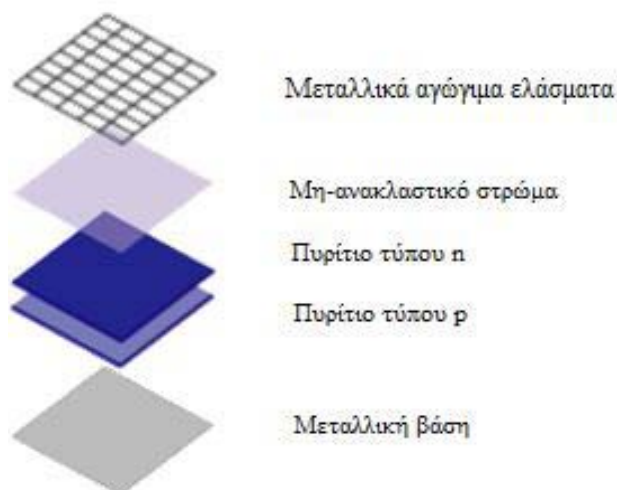 Μεταλλικά αγώγιμα ελάσματα
Μη-ανακλαστικό στρώμα
Πυρίτιο τύπου n
Πυρίτιο τύπου p
Μεταλλική βάση